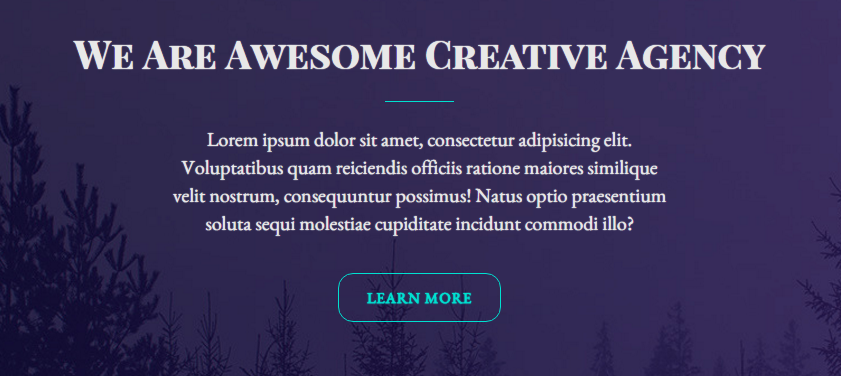 We Are Awesome Creative Agency
Lorem ipsum dolor sit amet, consectetur adipisicing elit.
Voluptatibus quam reiciendis officiis ratione maiores similique
velit nostrum, consequuntur possimus! Natus optio praesentium
soluta sequi molestiae cupiditate incidunt commodi illo?
LEARN MORE